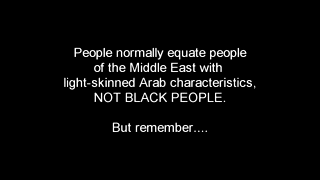 People normally equate people
of the Middle East with
light-skinned Arab characteristics,
NOT BLACK PEOPLE.
But remember....